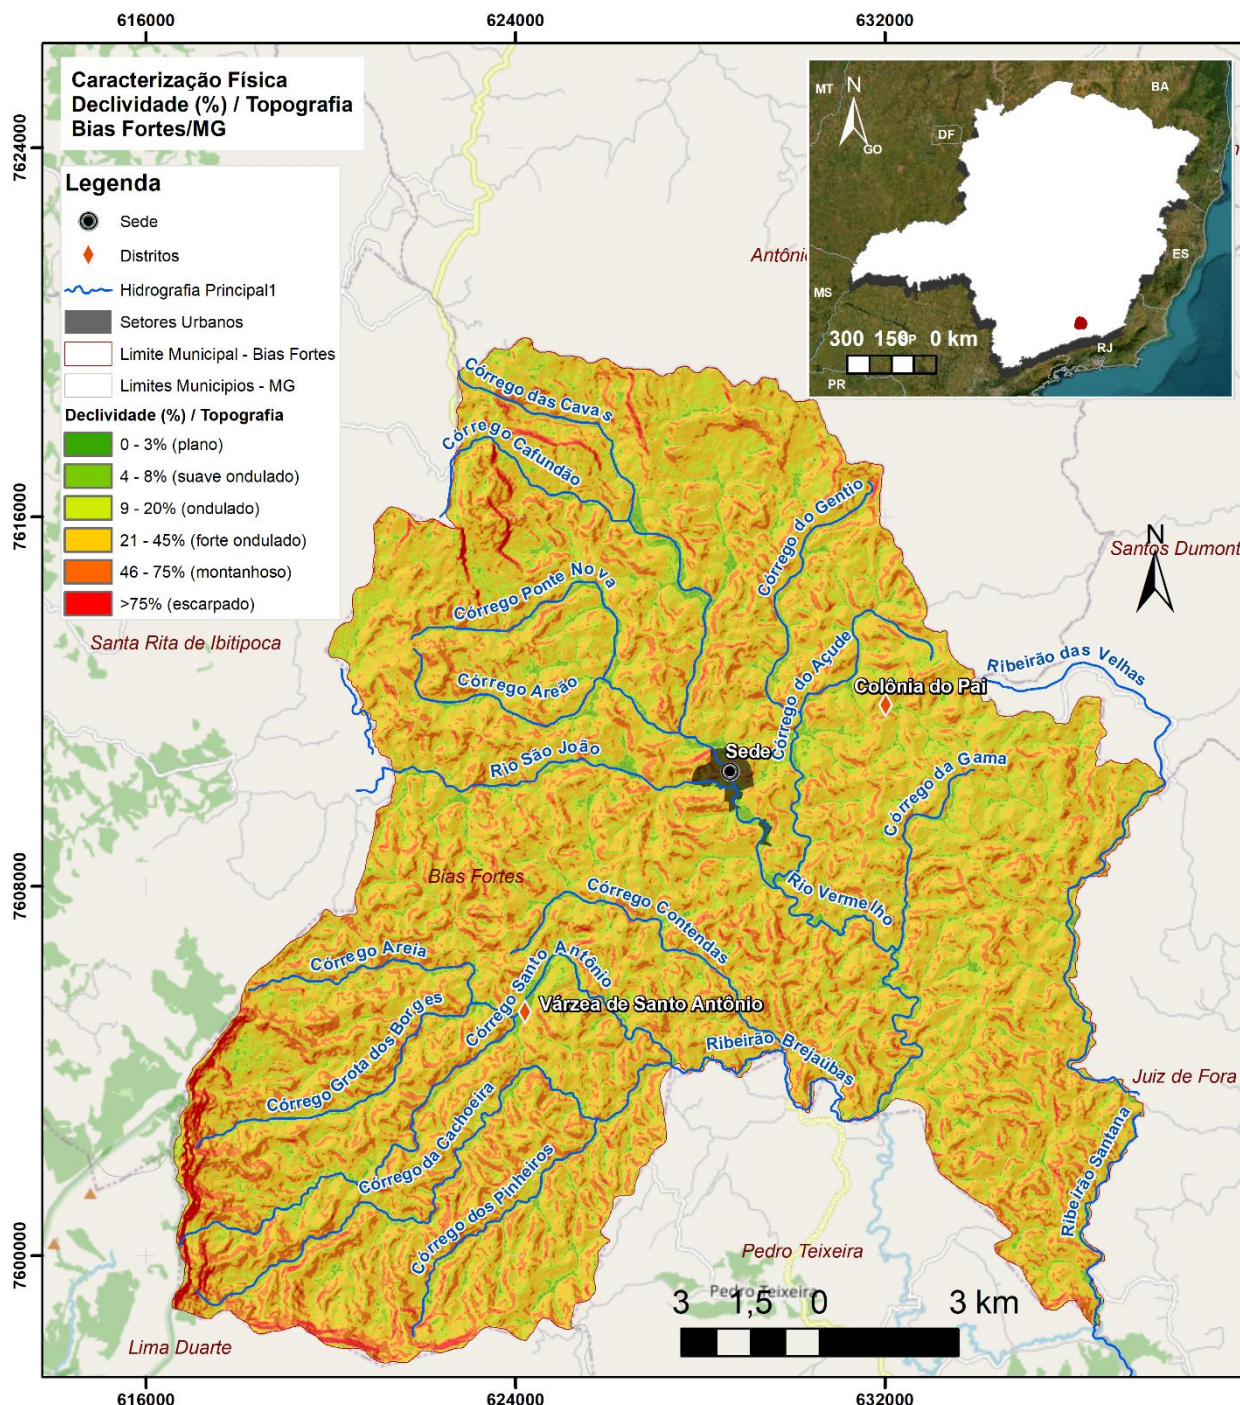 616000
624000
632000
7624000
7616000
7608000
7600000
Caracterização Física
Declividade (%) / Topografia
Bias Fortes/MG
Legenda
Sede
Distritos
Hidrografia Principal1
Setores Urbanos
Limite Municipal - Bias Fortes
Limites Municipios - MG
Declividade (%) / Topografia
0 - 3% (plano)
4 - 8% (suave ondulado)
9 - 20% (ondulado)
21 - 45% (forte ondulado)
46 - 75% (montanhoso)
>75% (escarpado)
MT
N
BA
DF
GO
ES
MS
300 150 0 km
SP
RJ
PR
Antôni
Córrego das Cavas
Córrego Cafundão
Córrego do Gentio
N
Santos Dumont
Córrego Ponte Nova
Santa Rita de Ibitipoca
Córrego do Açude
Ribeirão das Velhas
Córrego Areão
Colônia do Pai
Rio São João
Sede
Córrego da Gama
Bias Fortes
Rio Vermelho
Córrego Contendas
Córrego Areia
Córrego Santo Antônio
Várzea de Santo Antônio
Córrego Grota dos Borges
Ribeirão Brejaúbas
Juiz de Fora
Córrego da Cachoeira
Córrego dos Pinheiros
Ribeirão Santana
Pedro Teixeira
Pedro Teixeira
3 1,5 0 3 km
Lima Duarte
616000
624000
632000